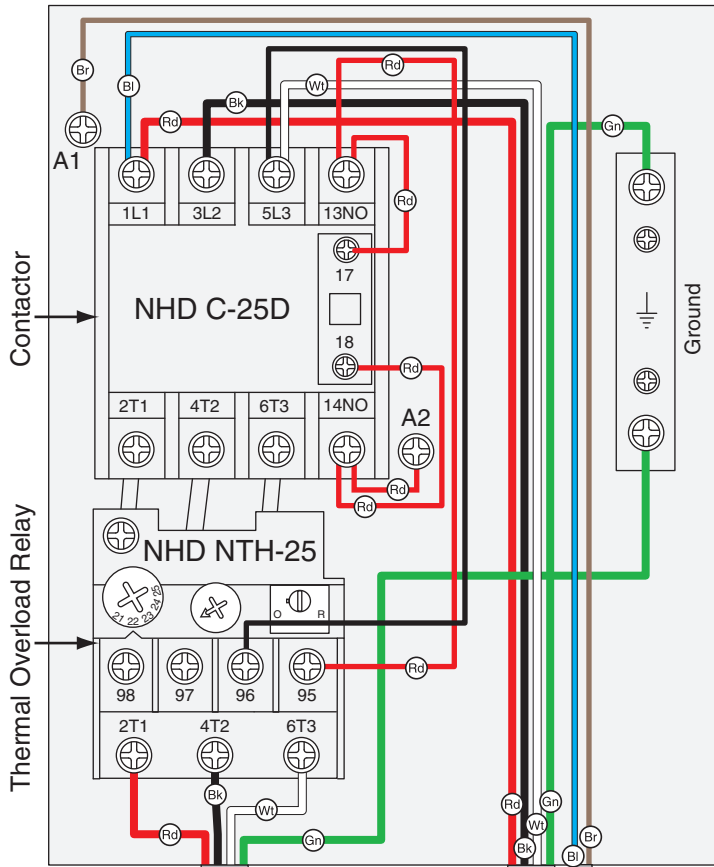 Br
Bl
Bk
Wt
Rd
Rd
Gn
A1
1L1
3L2
5L3
13NO
Rd
17
NHD C-25D
18
Rd
Contactor
Ground
2T1
4T2
6T3
14NO
A2
Rd
Rd
NHD NTH-25
21 22 23 24 25
O
R
Thermal Overload Relay
98
97
96
95
Rd
2T1
4T2
6T3
Bk
Wt
Rd
Gn
Rd
Bk
Wt
Gn
Bl
Br